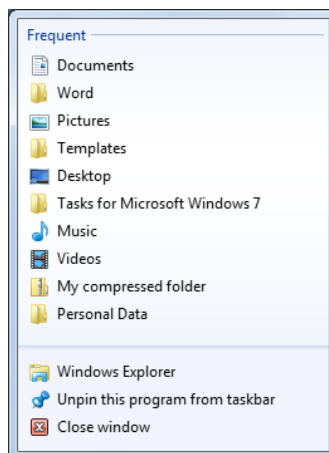 Frequent
Documents
Word
Pictures
Templates
Desktop
Tasks for Microsoft Windows 7
Music
Videos
My compressed folder
Personal Data
Windows Explorer
Unpin this program from taskbar
Close window